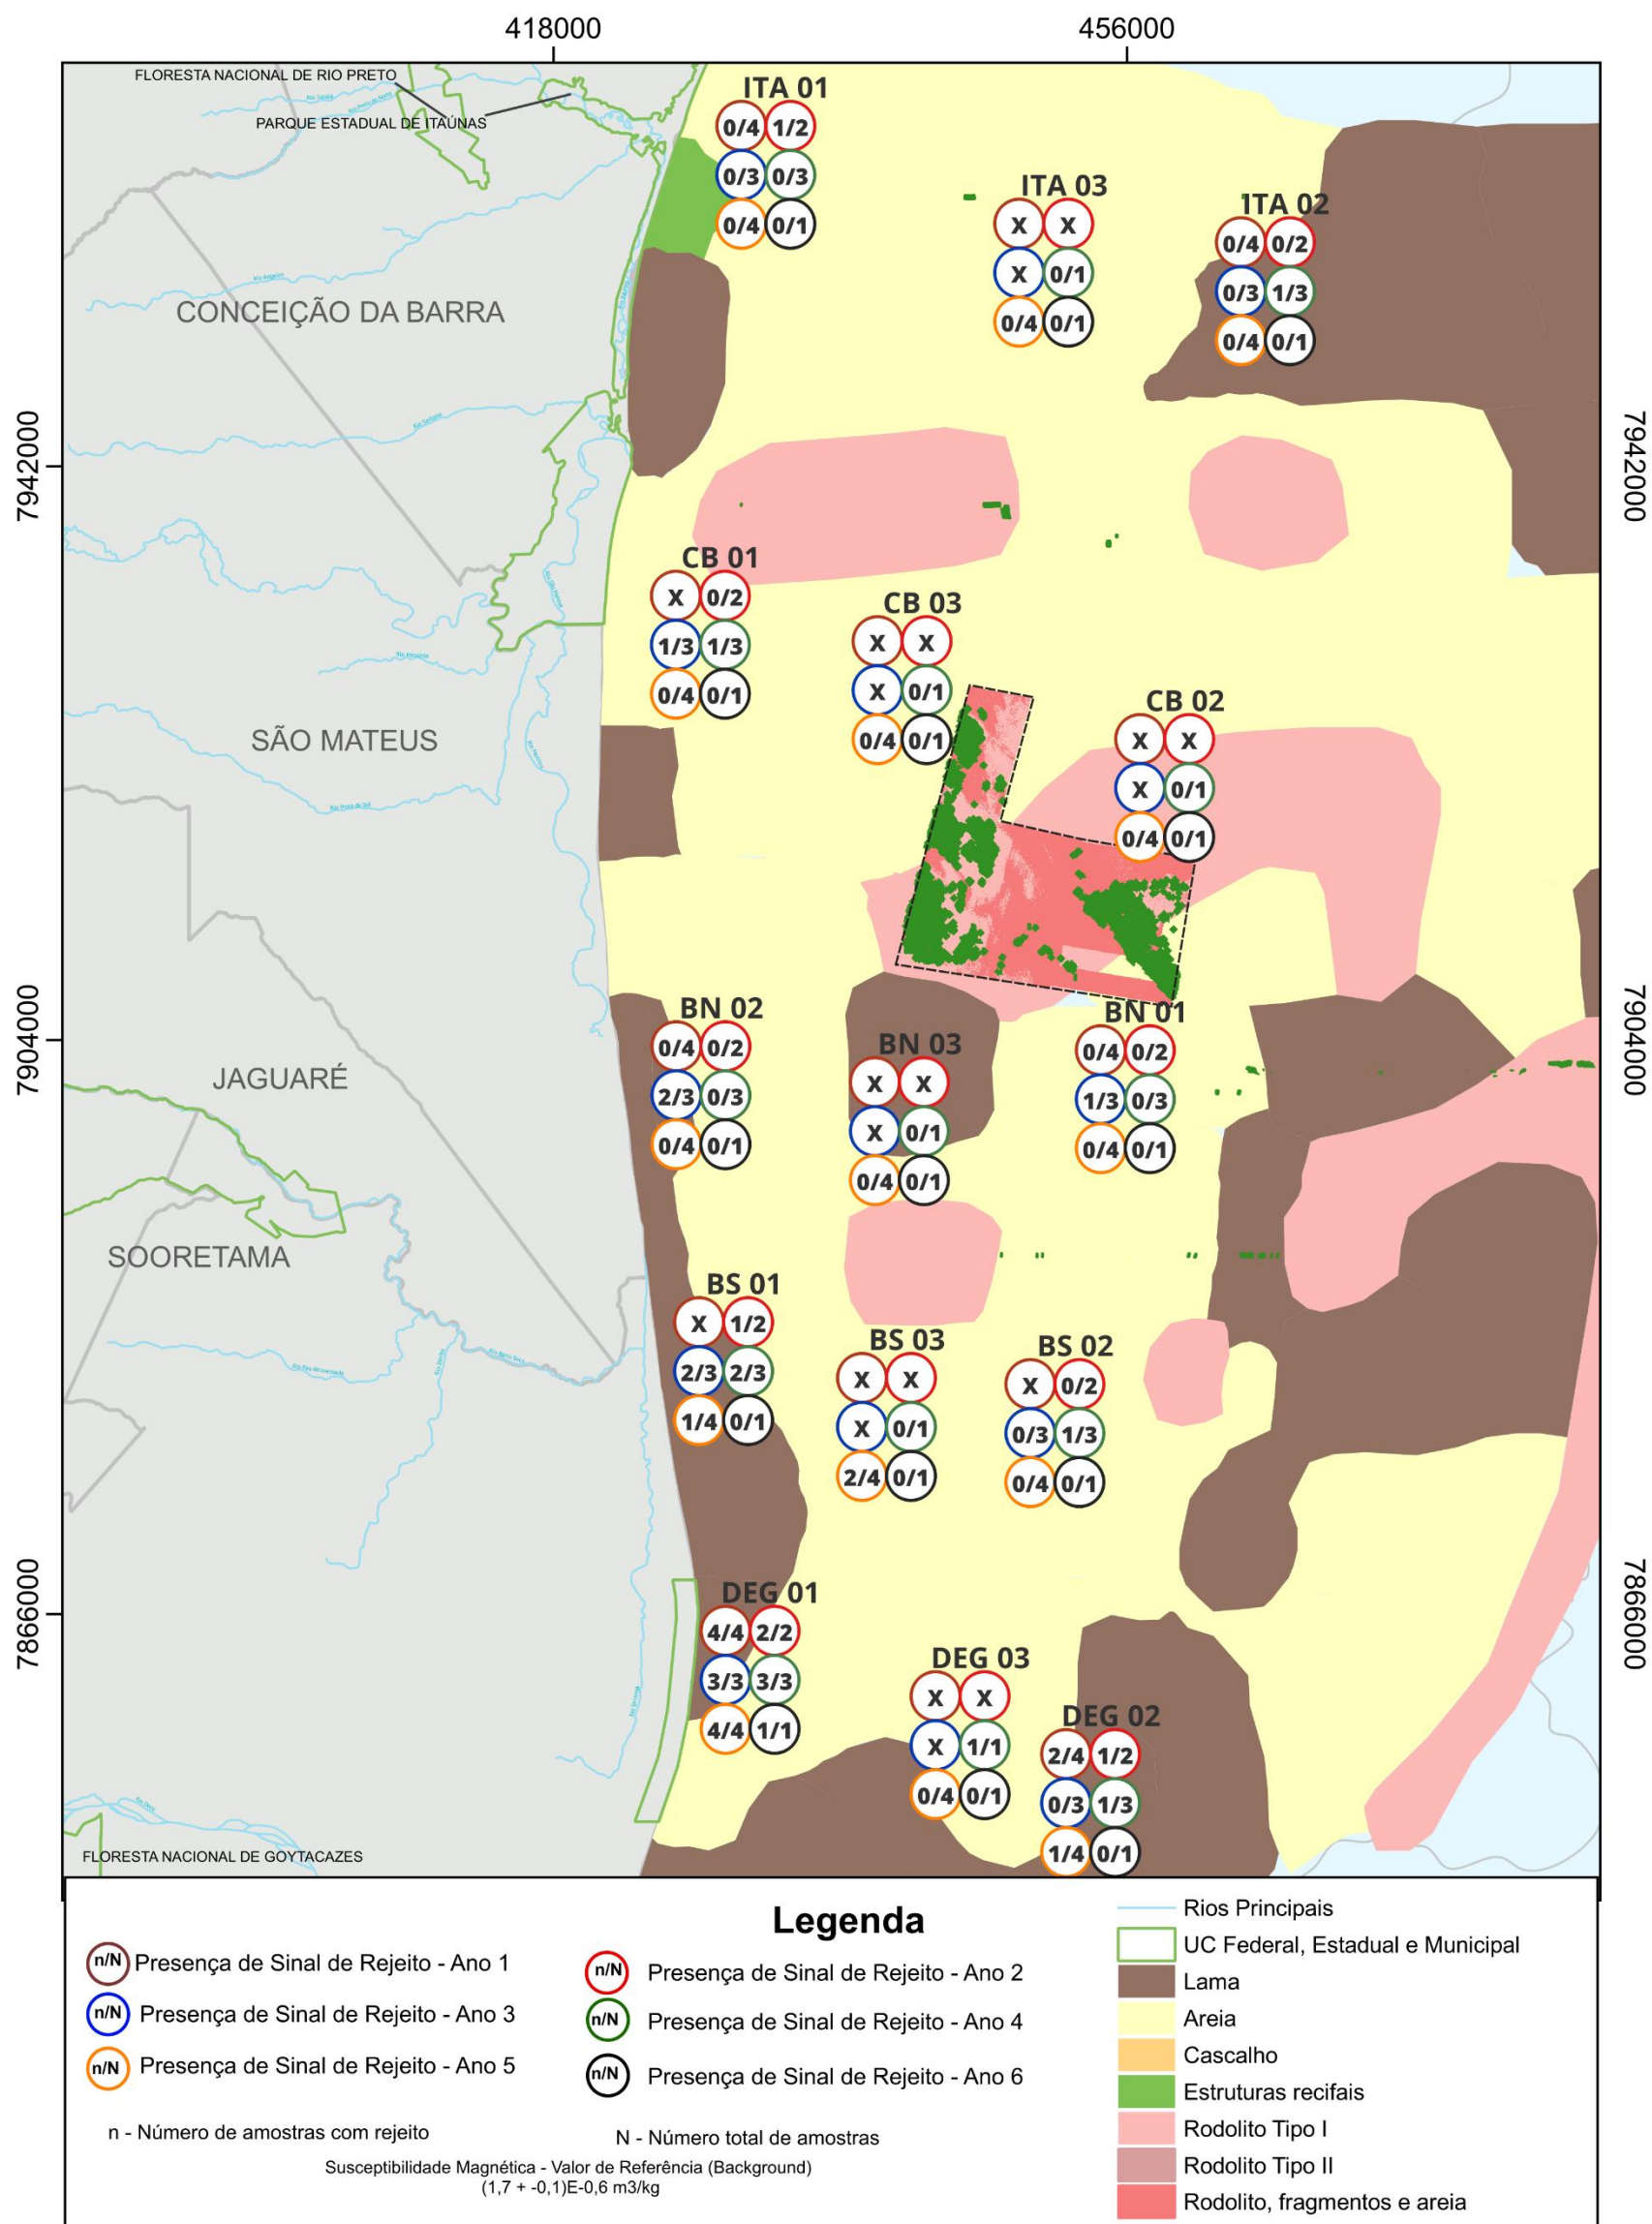 418000 456000
FLORESTA NACIONAL DE RIO PRETO
PARQUE ESTADUAL DE ITAÚNAS
ITA 01
0/4 1/2
0/3 0/3
0/4 0/1
ITA 03
X X
X 0/1
0/4 0/1
ITA 02
0/4 0/2
0/3 1/3
0/4 0/1
CONCEIÇÃO DA BARRA
7942000 7942000
CB 01
X 0/2
1/3 1/3
0/4 0/1
CB 03
X X
X 0/1
0/4 0/1
CB 02
X X
X 0/1
0/4 0/1
SÃO MATEUS
Rio Preto do Sul
7904000 7904000
BN 02
0/4 0/2
2/3 0/3
0/4 0/1
BN 03
X X
X 0/1
0/4 0/1
BN 01
0/4 0/2
1/3 0/3
0/4 0/1
JAGUARÉ
SOORETAMA
BS 01
X 1/2
2/3 2/3
1/4 0/1
BS 03
X X
X 0/1
2/4 0/1
BS 02
X 0/2
0/3 1/3
0/4 0/1
7866000 7866000
DEG 01
4/4 2/2
3/3 3/3
4/4 1/1
DEG 03
X X
X 1/1
0/4 0/1
DEG 02
2/4 1/2
0/3 1/3
1/4 0/1
FLORESTA NACIONAL DE GOYTACAZES
Legenda
n/N Presença de Sinal de Rejeito - Ano 1
n/N Presença de Sinal de Rejeito - Ano 2
n/N Presença de Sinal de Rejeito - Ano 3
n/N Presença de Sinal de Rejeito - Ano 4
n/N Presença de Sinal de Rejeito - Ano 5
n/N Presença de Sinal de Rejeito - Ano 6
n - Número de amostras com rejeito
N - Número total de amostras
Susceptibilidade Magnética - Valor de Referência (Background)
(1,7 + -0,1)E-0,6 m3/kg
Rios Principais
UC Federal, Estadual e Municipal
Lama
Areia
Cascalho
Estruturas recifais
Rodolito Tipo I
Rodolito Tipo II
Rodolito, fragmentos e areia